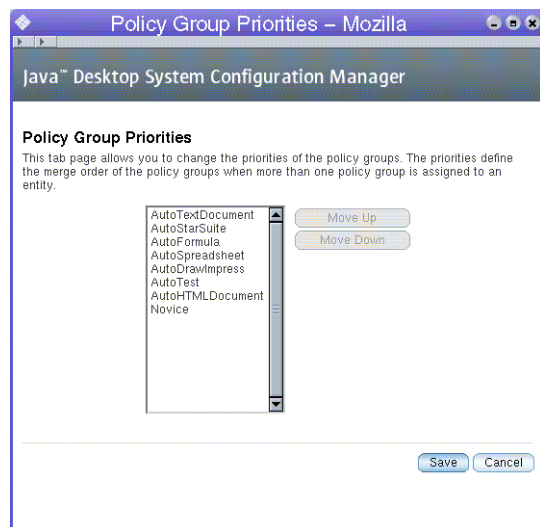 Policy Group Priorities – Mozilla
Java™ Desktop System Configuration Manager
Policy Group Priorities
This tab page allows you to change the priorities of the policy groups. The priorities define
the merge order of the policy groups when more than one policy group is assigned to an
entity.
AutoTextDocument
AutoStarSuite
AutoFormula
AutoSpreadsheet
AutoDrawImpress
AutoTest
AutoHTMLDocument
Novice
Move Up
Move Down
Save
Cancel